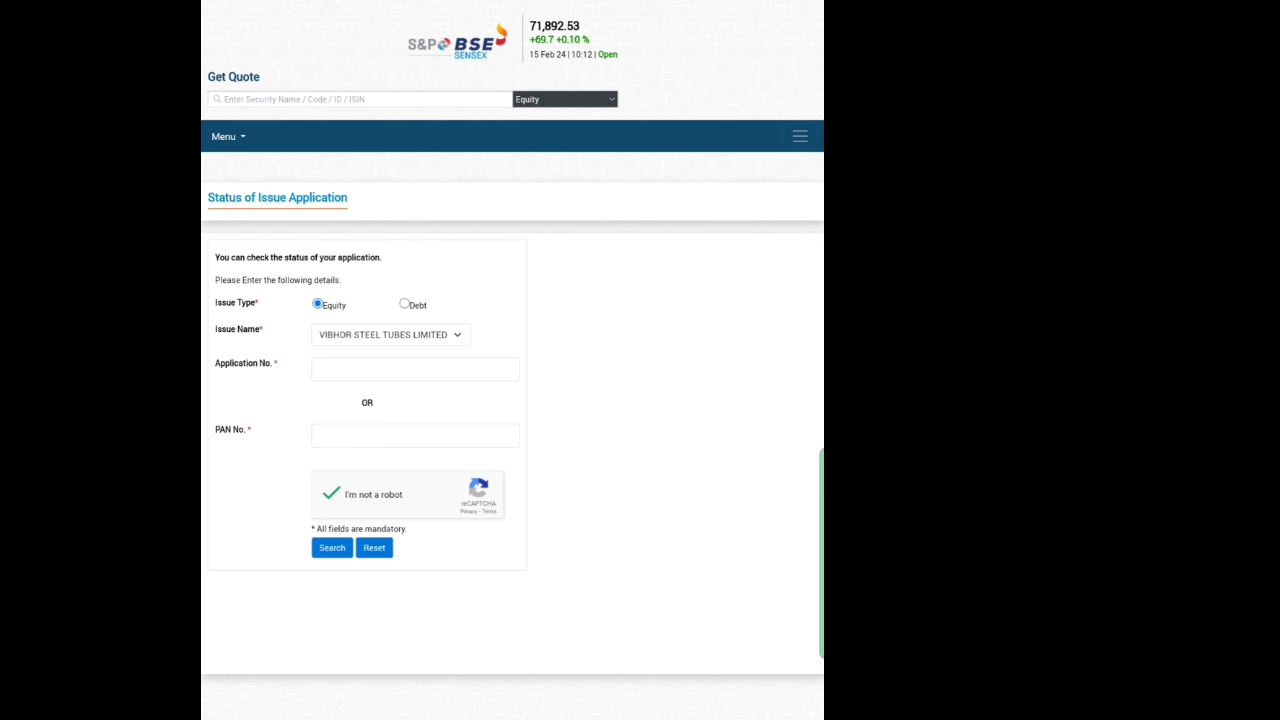 S&P BSE
SENSEX
71,892.53
+69.7 +0.10 %
15 Feb 24 | 10:12 | Open
Get Quote
Enter Security Name / Code / ID / ISIN
Equity
Menu
Status of Issue Application
You can check the status of your application.
Please Enter the following details.
Issue Type*
Equity
Debt
Issue Name*
VIBHOR STEEL TUBES LIMITED
Application No. *
OR
PAN No. *
I'm not a robot
reCAPTCHA
Privacy - Terms
* All fields are mandatory.
Search
Reset